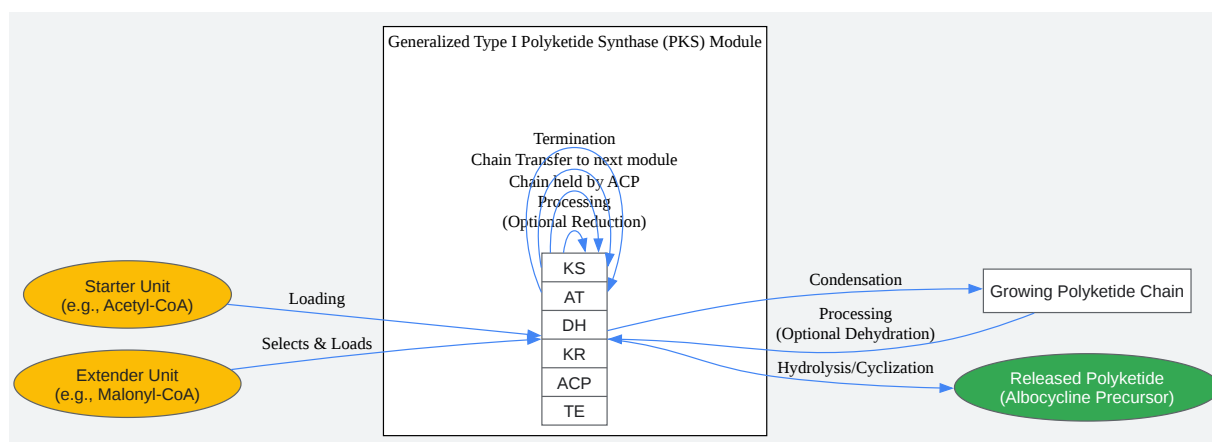 Generalized Type I Polyketide Synthase (PKS) Module
Termination
Chain Transfer to next module
Chain held by ACP
Processing
(Optional Reduction)
KS
AT
DH
KR
ACP
TE
Starter Unit
(e.g., Acetyl-CoA)
Loading
Extender Unit
(e.g., Malonyl-CoA)
Selects & Loads
Condensation
Growing Polyketide Chain
Processing
(Optional Dehydration)
Hydrolysis/Cyclization
Released Polyketide
(Albocycline Precursor)